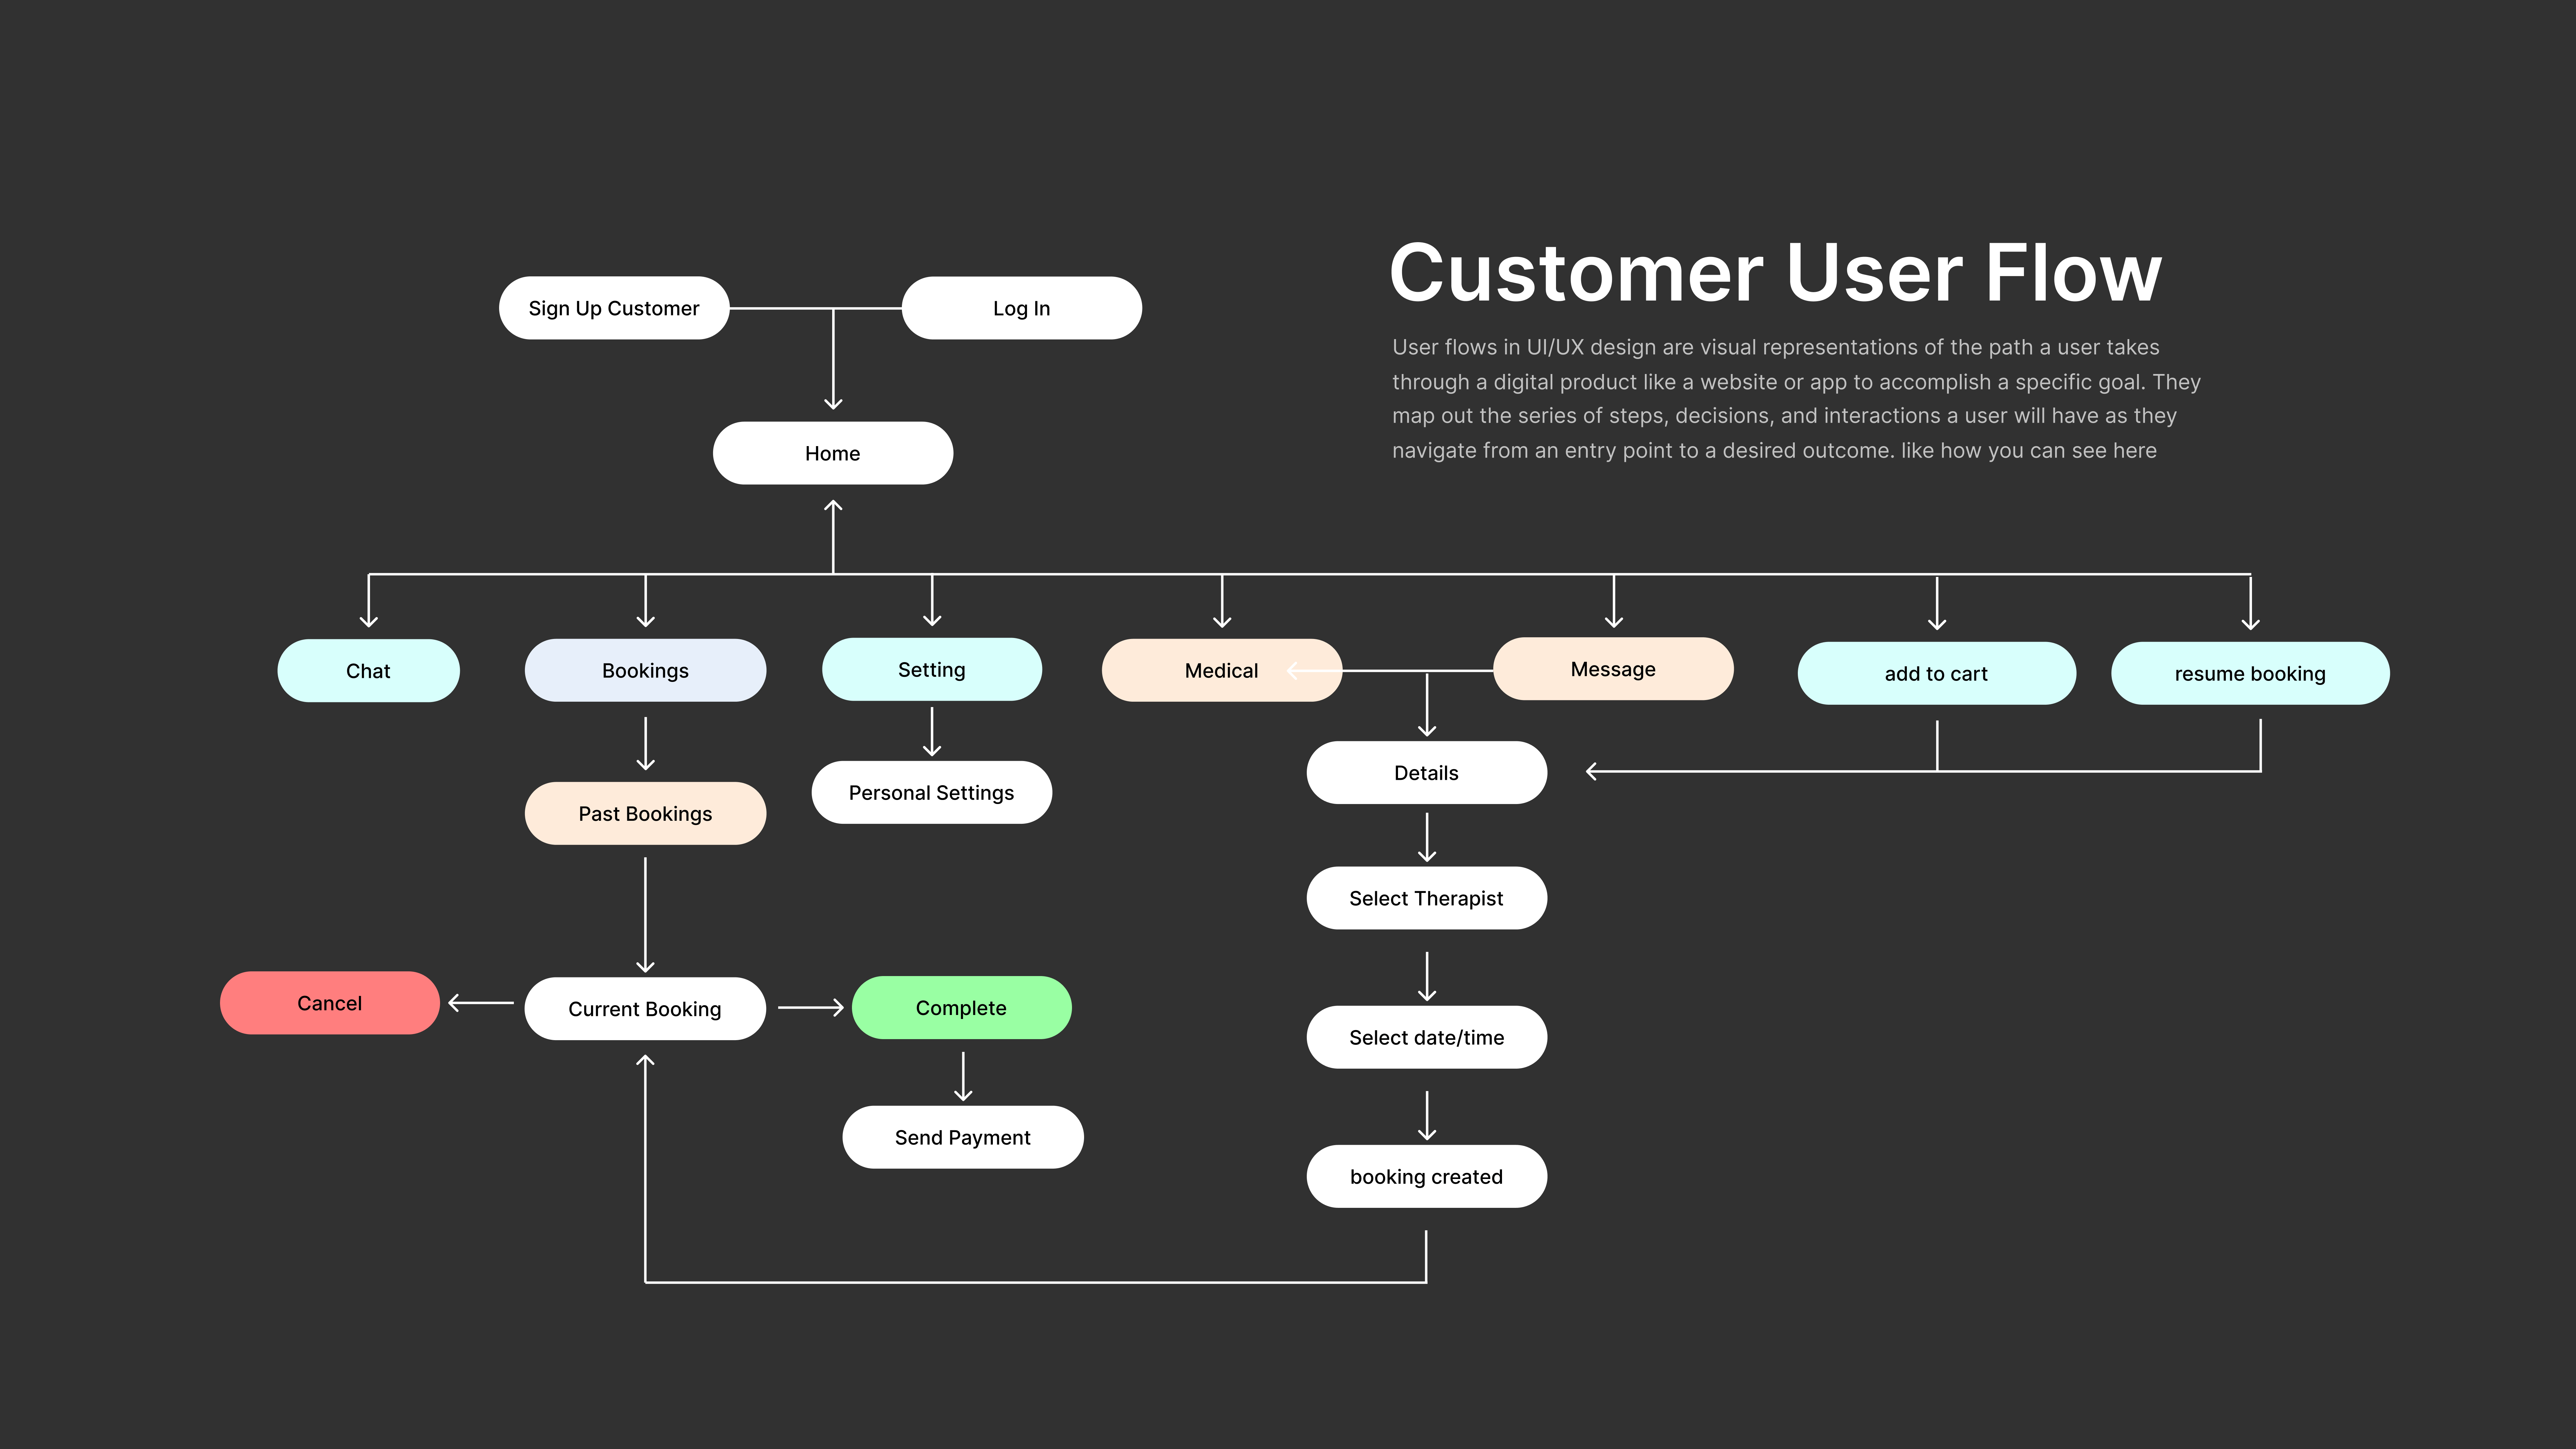 Customer User Flow
User flows in UI/UX design are visual representations of the path a user takes
through a digital product like a website or app to accomplish a specific goal. They
map out the series of steps, decisions, and interactions a user will have as they
navigate from an entry point to a desired outcome. like how you can see here
Sign Up Customer
Log In
Home
Chat
Bookings
Setting
Medical
Message
add to cart
resume booking
Details
Personal Settings
Past Bookings
Select Therapist
Cancel
Current Booking
Complete
Select date/time
Send Payment
booking created